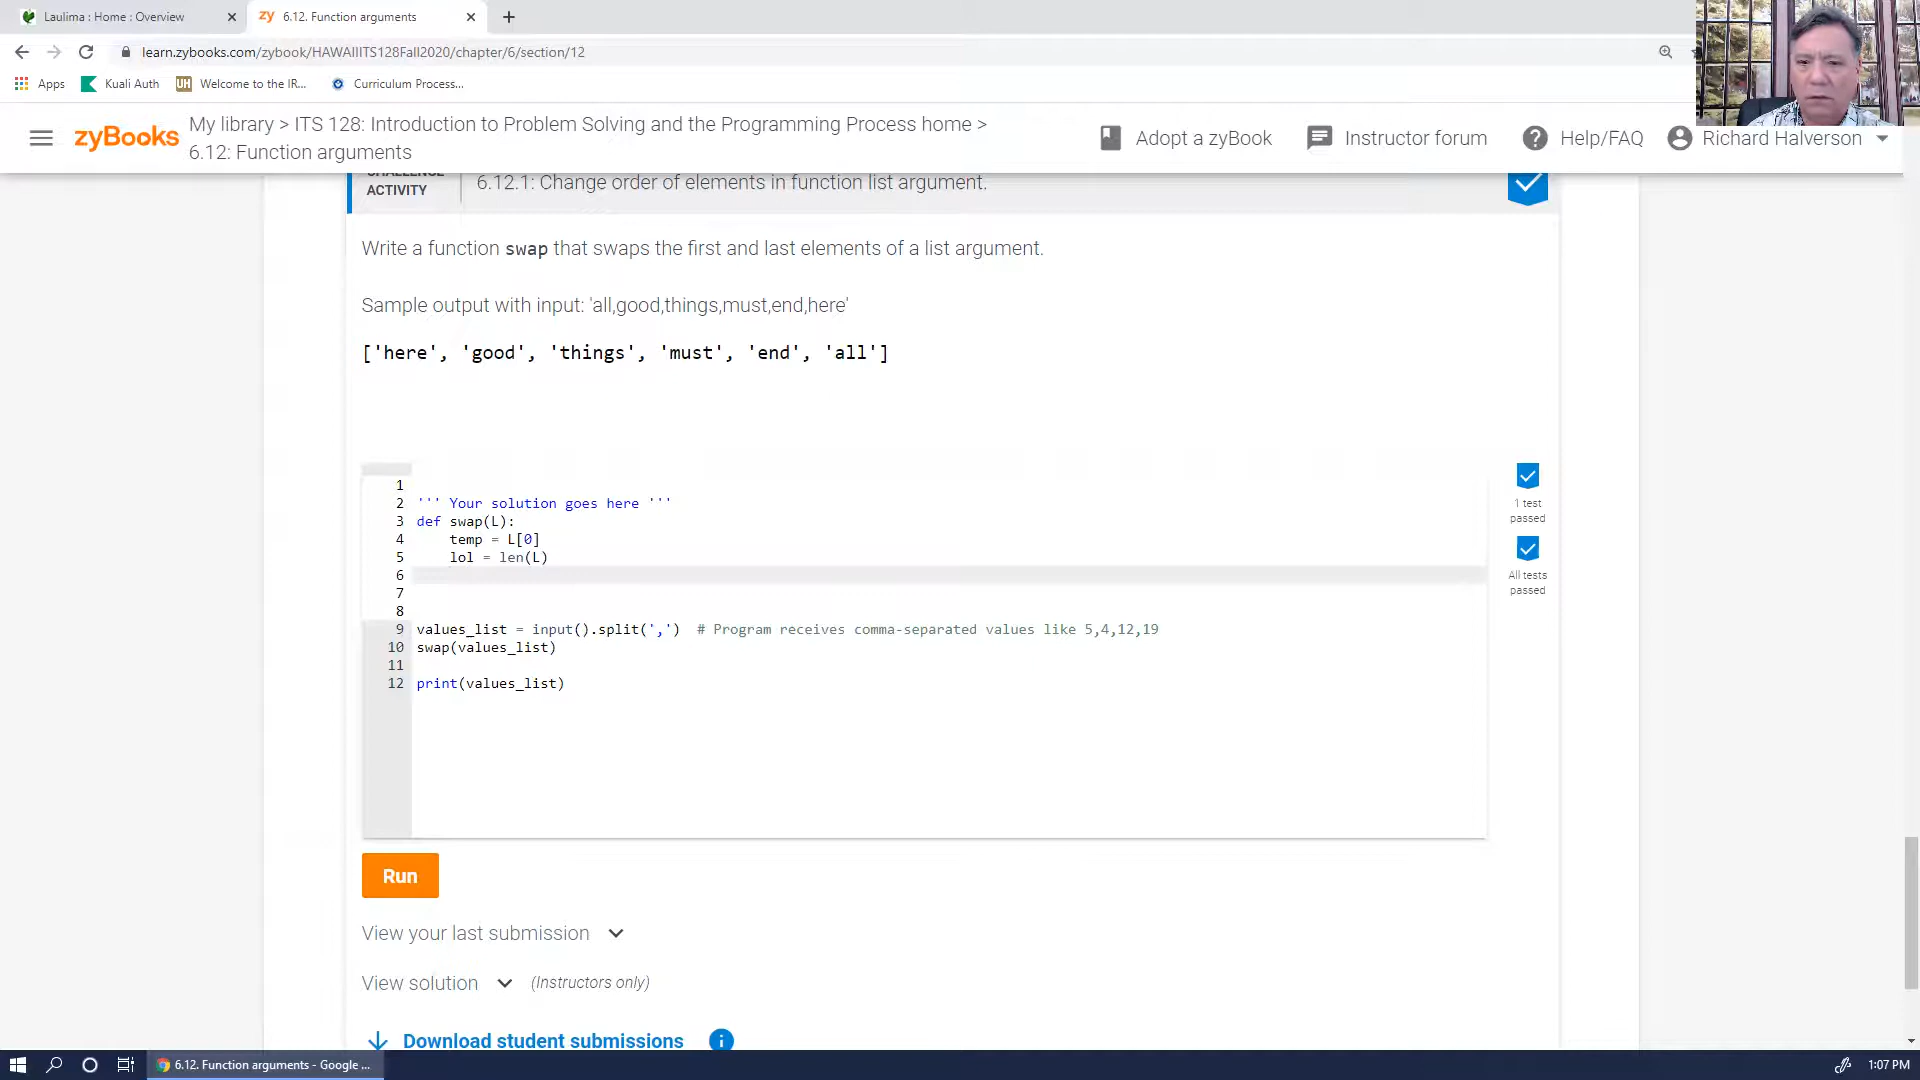 Laulima : Home : Overview
zy 6.12. Function arguments
learn.zybooks.com/zybook/HAWAIIITS128Fall2020/chapter/6/section/12
Apps
Kuali Auth
UH Welcome to the IR...
Curriculum Process...
zyBooks
My library > ITS 128: Introduction to Problem Solving and the Programming Process home >
6.12: Function arguments
Adopt a zyBook
Instructor forum
Help/FAQ
Richard Halverson
CHALLENGE
ACTIVITY
6.12.1: Change order of elements in function list argument.
Write a function swap that swaps the first and last elements of a list argument.
Sample output with input: 'all,good,things,must,end,here'
['here', 'good', 'things', 'must', 'end', 'all']
1
2 ''' Your solution goes here '''
3 def swap(L):
4 temp = L[0]
5 lol = len(L)
6
7
8
9 values_list = input().split(',') # Program receives comma-separated values like 5,4,12,19
10 swap(values_list)
11
12 print(values_list)
1 test
passed
All tests
passed
Run
View your last submission
View solution (Instructors only)
Download student submissions
6.12. Function arguments - Google ...
1:07 PM